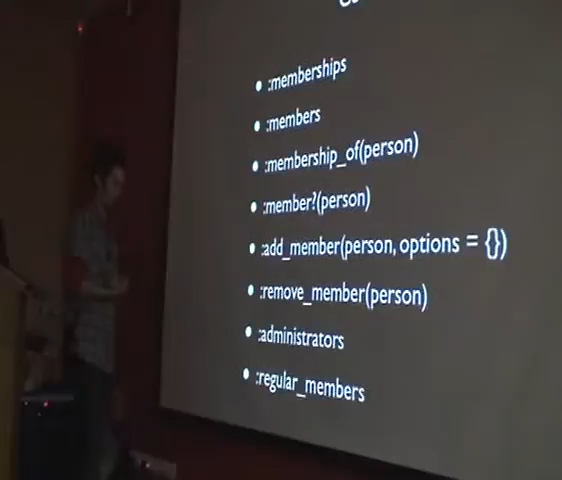 :memberships
:members
:membership_of(person)
:member?(person)
:add_member(person, options = {})
:remove_member(person)
:administrators
:regular_members